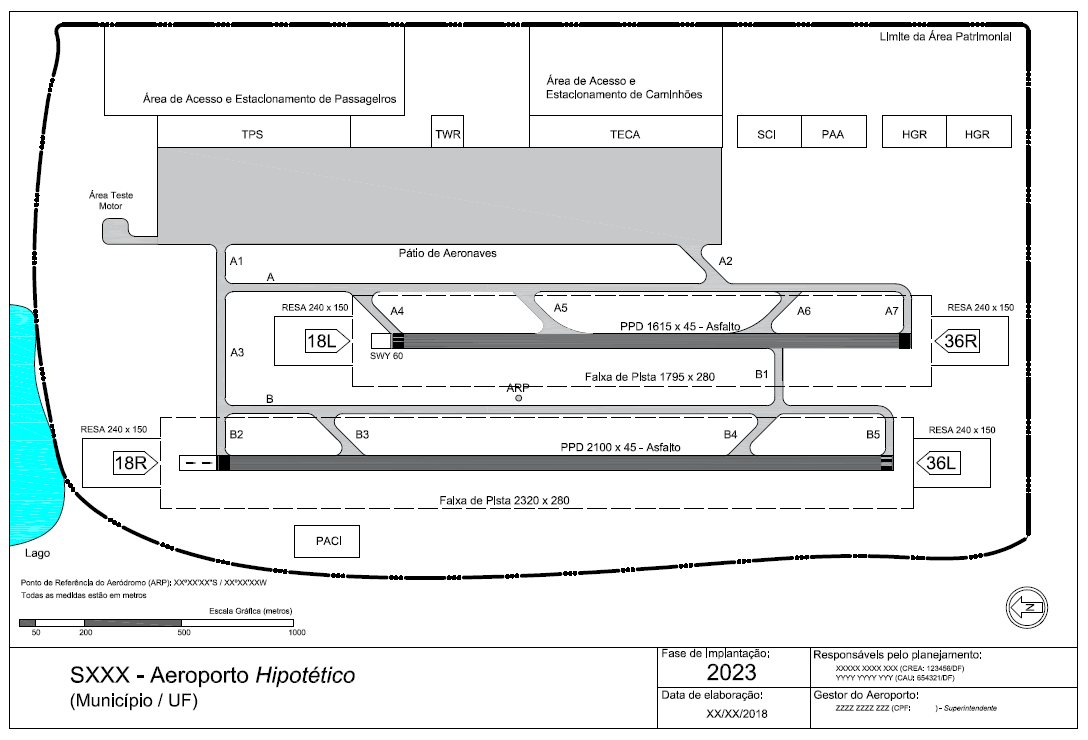 Limite da Área Patrimonial
Área de Acesso e Estacionamento de Passageiros
Área de Acesso e
Estacionamento de Caminhões
TPS
TWR
TECA
SCI
PAA
HGR
HGR
Área Teste
Motor
Pátio de Aeronaves
A1
A
A2
RESA 240 x 150
A4
A5
A6
A7
RESA 240 x 150
PPD 1615 x 45 - Asfalto
18L
36R
SWY 60
A3
Faixa de Pista 1795 x 280
B1
ARP
B
RESA 240 x 150
B2
B3
B4
B5
RESA 240 x 150
PPD 2100 x 45 - Asfalto
18R
36L
Faixa de Pista 2320 x 280
PACI
Lago
Ponto de Referência do Aeródromo (ARP): XXºXX'XX"S / XXºXX'XXW
Todas as medidas estão em metros
Escala Gráfica (metros)
50 200 500 1000
N
SXXX - Aeroporto Hipotético
(Município / UF)
Fase de Implantação:
2023
Data de elaboração:
XX/XX/2018
Responsáveis pelo planejamento:
XXXXX XXXX XXX (CREA: 123456/DF)
YYYY YYYY YYY (CAU: 654321/DF)
Gestor do Aeroporto:
ZZZZ ZZZZ ZZZ (CPF: ) - Superintendente